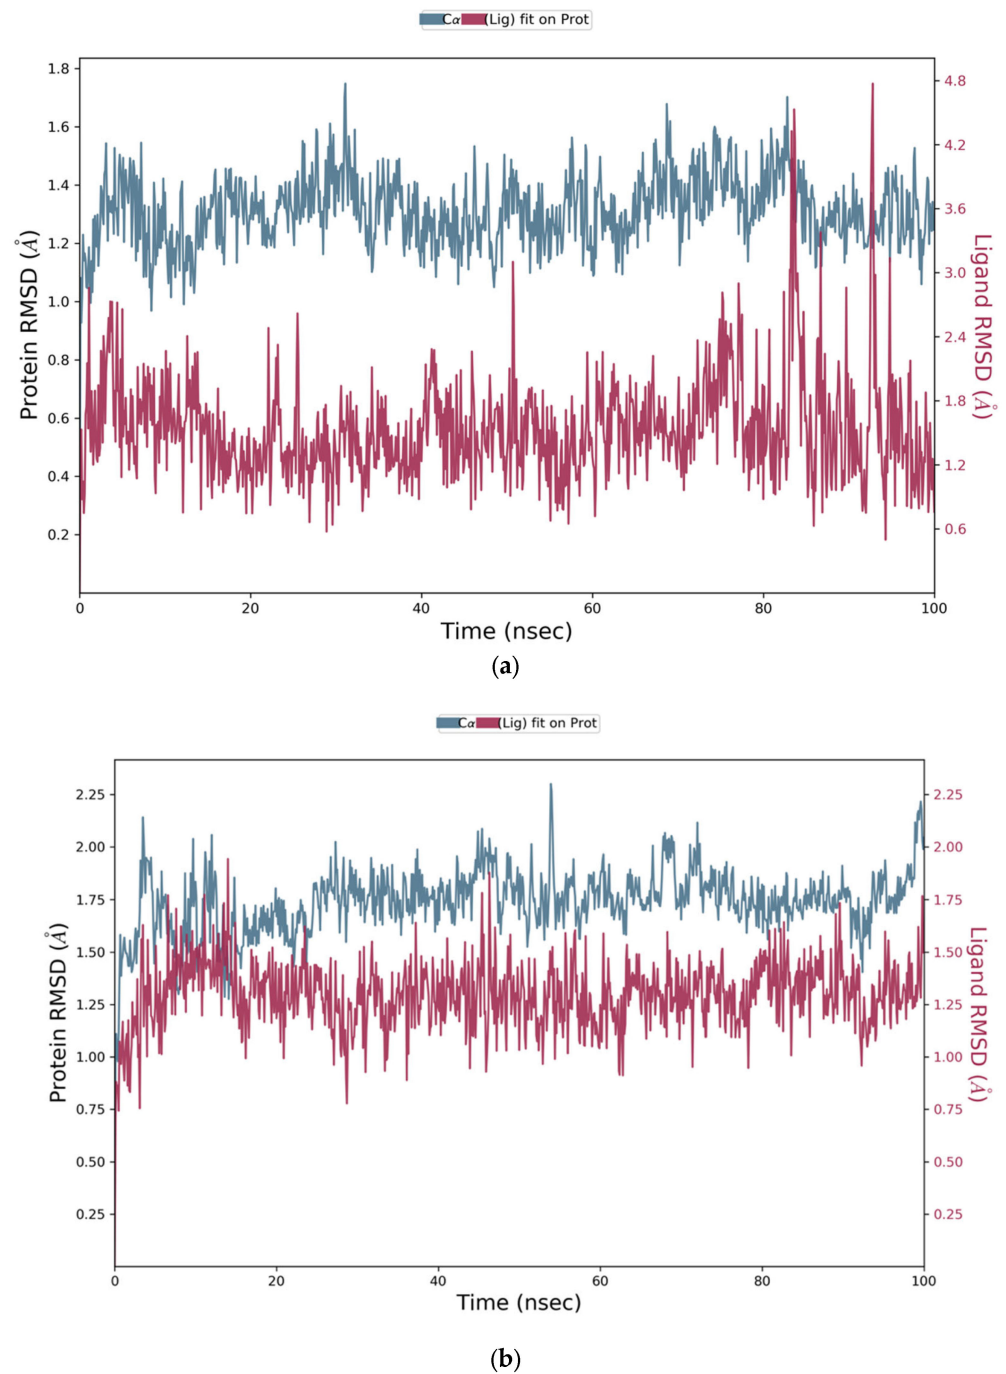 Cα (Lig) fit on Prot
1.8
1.6
1.4
1.2
1.0
0.8
0.6
0.4
0.2
Protein RMSD (Å)
4.8
4.2
3.6
3.0
2.4
1.8
1.2
0.6
Ligand RMSD (Å)
0 20 40 60 80 100
Time (nsec)
(a)
Cα (Lig) fit on Prot
2.25
2.00
1.75
1.50
1.25
1.00
0.75
0.50
0.25
Protein RMSD (Å)
2.25
2.00
1.75
1.50
1.25
1.00
0.75
0.50
0.25
Ligand RMSD (Å)
0 20 40 60 80 100
Time (nsec)
(b)